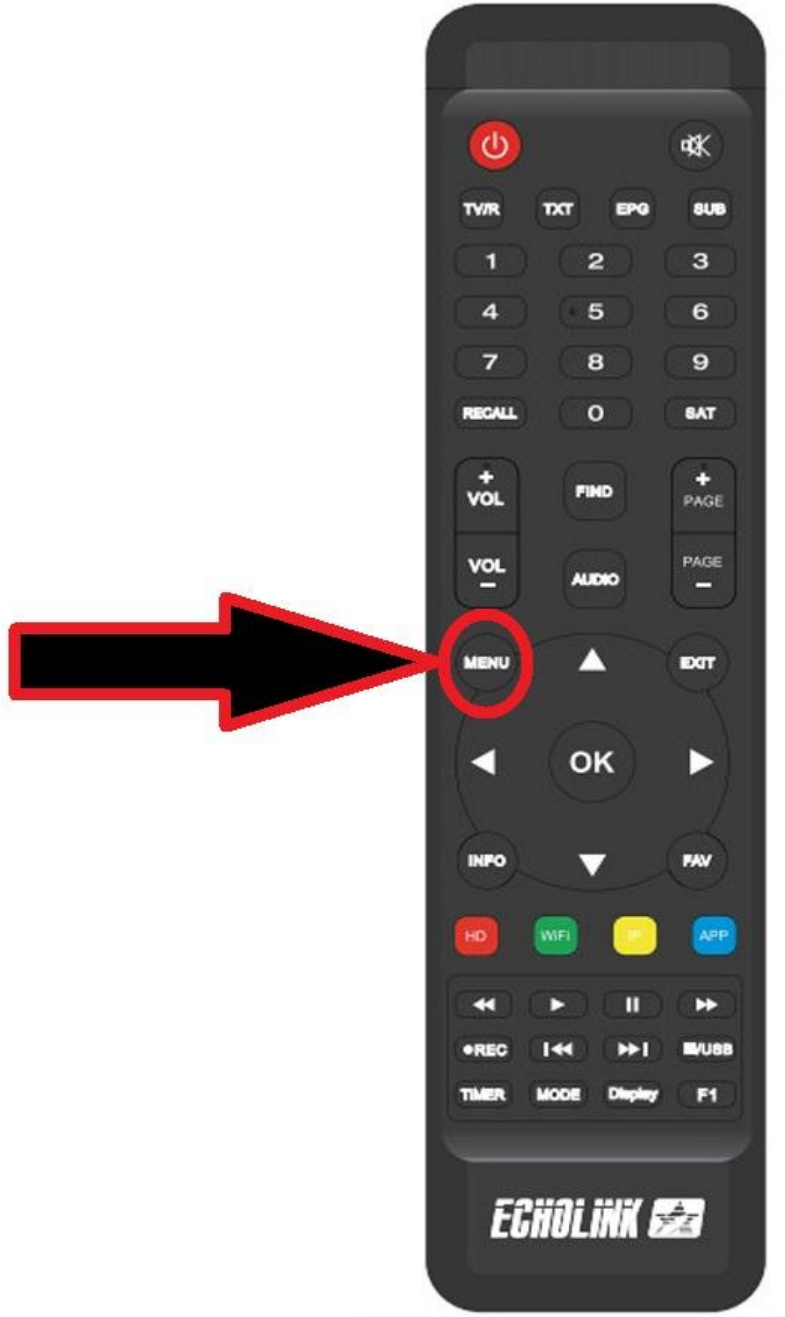 TV/R TXT EPG SUB
1 2 3
4 5 6
7 8 9
RECALL 0 SAT
+ +
VOL FIND PAGE
VOL AUDIO PAGE
- -
MENU EXIT
OK
INFO FAV
HD WiFi IP APP
REC /USB
TIMER MODE Display F1
ECHOLINK